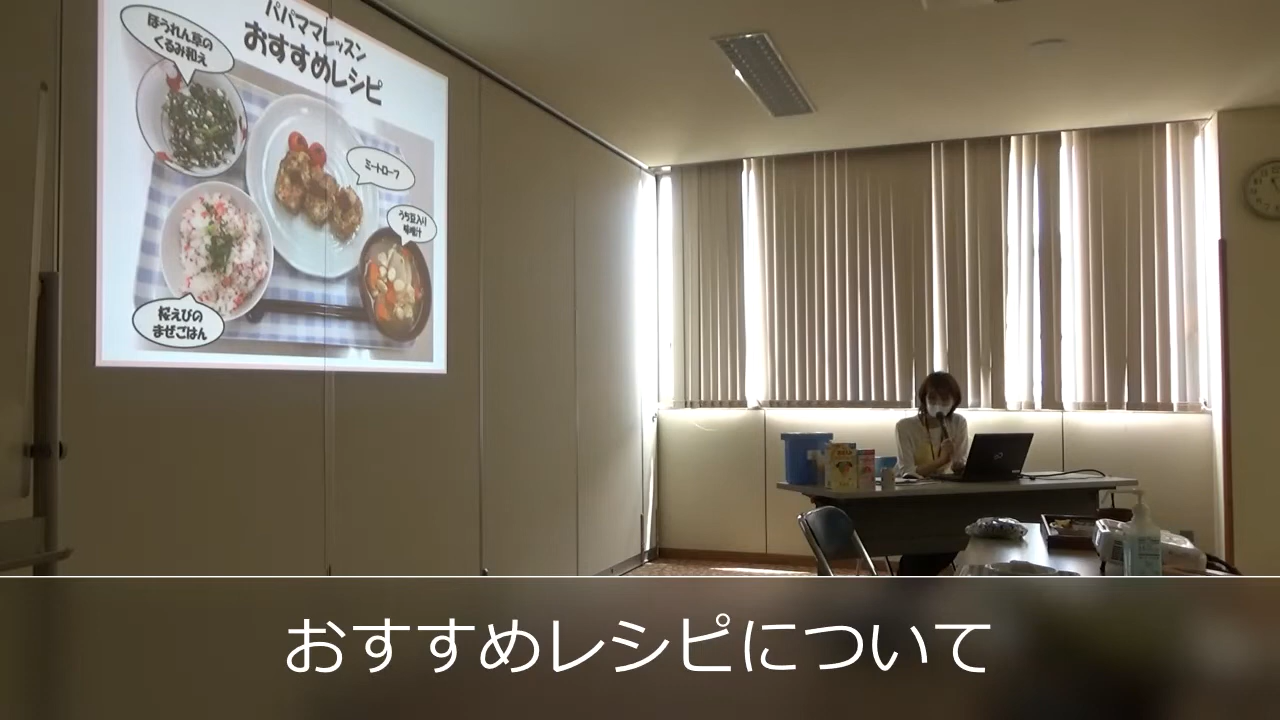 パパママレッスン
おすすめレシピ
ほうれん草の
くるみ和え
ミートローフ
うち豆入り
味噌汁
桜えびの
まぜごはん
おすすめレシピについて